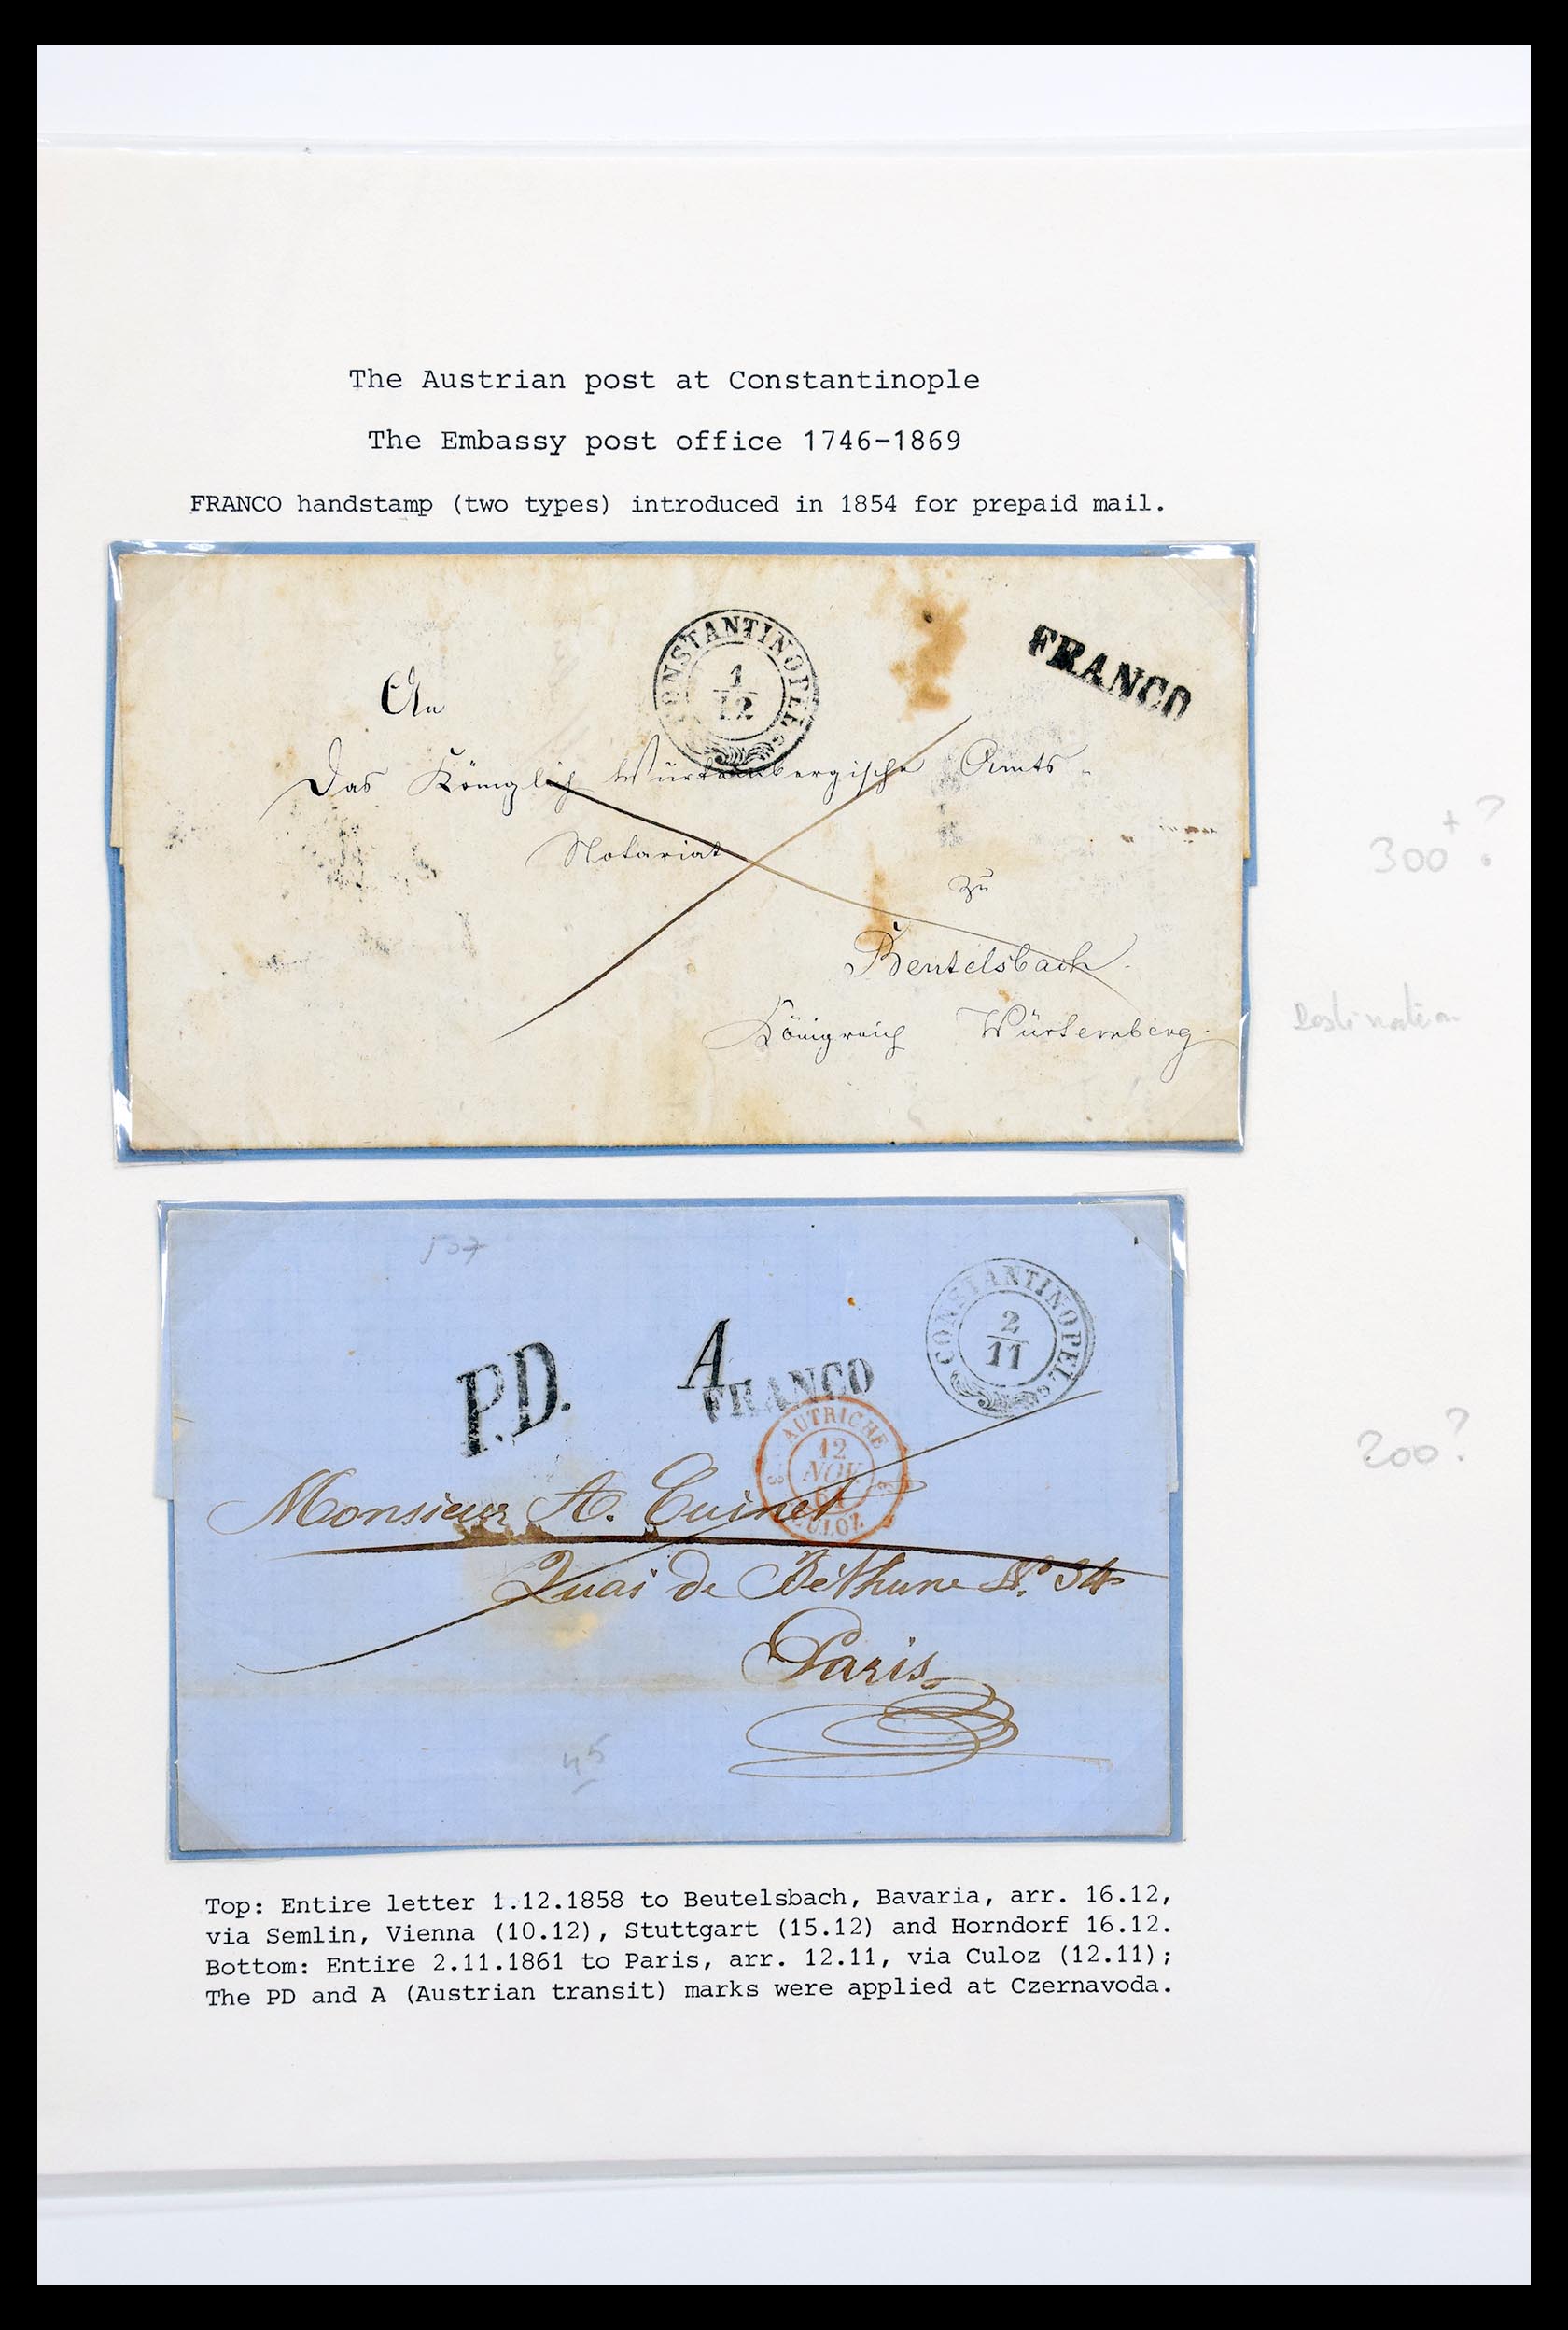 The Austrian post at Constantinople
The Embassy post office 1746-1869
FRANCO handstamp (two types) introduced in 1854 for prepaid mail.
CONSTANTINOPEL
1
12
FRANCO
An
Das Königlich Würtembergische Amts-
Notariat
zu
Beutelsbach.
Königreich Würtemberg.
300+?
Destination
507
CONSTANTINOPEL
2
11
P.D.
A
FRANCO
AUTRICHE
12
NOV
61
CULOZ
Monsieur A. Cuinet
Quai de Béthune No. 34
Paris
200?
45
Top: Entire letter 1.12.1858 to Beutelsbach, Bavaria, arr. 16.12,
via Semlin, Vienna (10.12), Stuttgart (15.12) and Horndorf 16.12.
Bottom: Entire 2.11.1861 to Paris, arr. 12.11, via Culoz (12.11);
The PD and A (Austrian transit) marks were applied at Czernavoda.